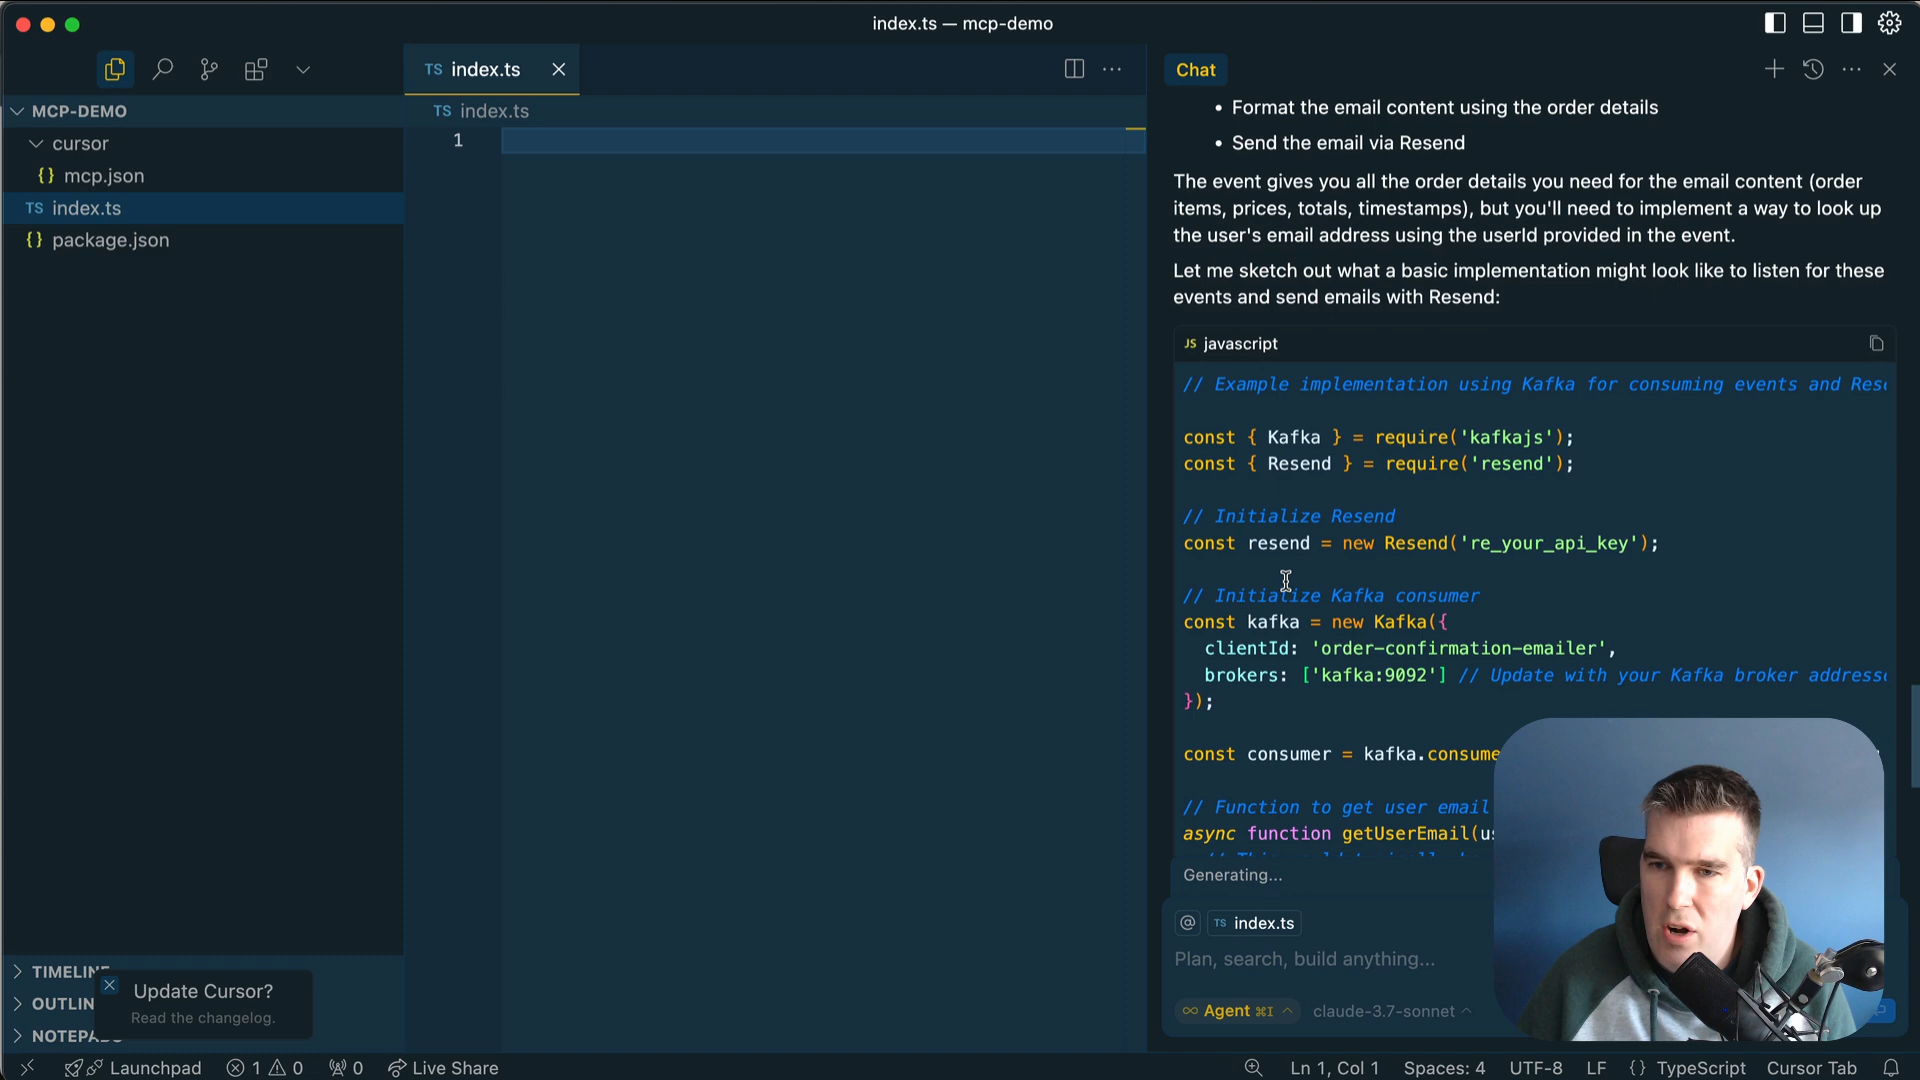 index.ts — mcp-demo
TS index.ts
Chat
MCP-DEMO
cursor
{} mcp.json
TS index.ts
{} package.json
TS index.ts
1
• Format the email content using the order details
• Send the email via Resend
The event gives you all the order details you need for the email content (order
items, prices, totals, timestamps), but you'll need to implement a way to look up
the user's email address using the userId provided in the event.
Let me sketch out what a basic implementation might look like to listen for these
events and send emails with Resend:
JS javascript
// Example implementation using Kafka for consuming events and
const { Kafka } = require('kafkajs');
const { Resend } = require('resend');
// Initialize Resend
const resend = new Resend('re_your_api_key');
// Initialize Kafka consumer
const kafka = new Kafka({
clientId: 'order-confirmation-emailer',
brokers: ['kafka:9092'] // Update with your Kafka broker
});
const consumer = kafka.consume
// Function to get user email
async function getUserEmail(us
Generating...
@ TS index.ts
Plan, search, build anything...
∞ Agent ⌘I claude-3.7-sonnet
TIMELINE
OUTLIN
NOTEPADS
Update Cursor?
Read the changelog.
Launchpad 1 0 0 Live Share
Ln 1, Col 1 Spaces: 4 UTF-8 LF {} TypeScript Cursor Tab